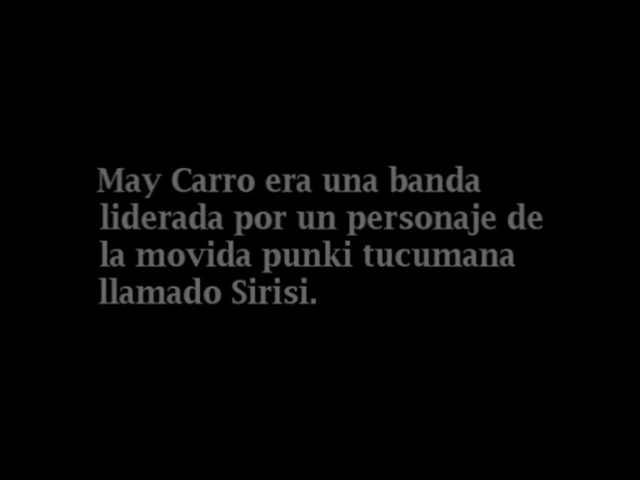 May Carro era una banda
liderada por un personaje de
la movida punki tucumana
llamado Sirisi.